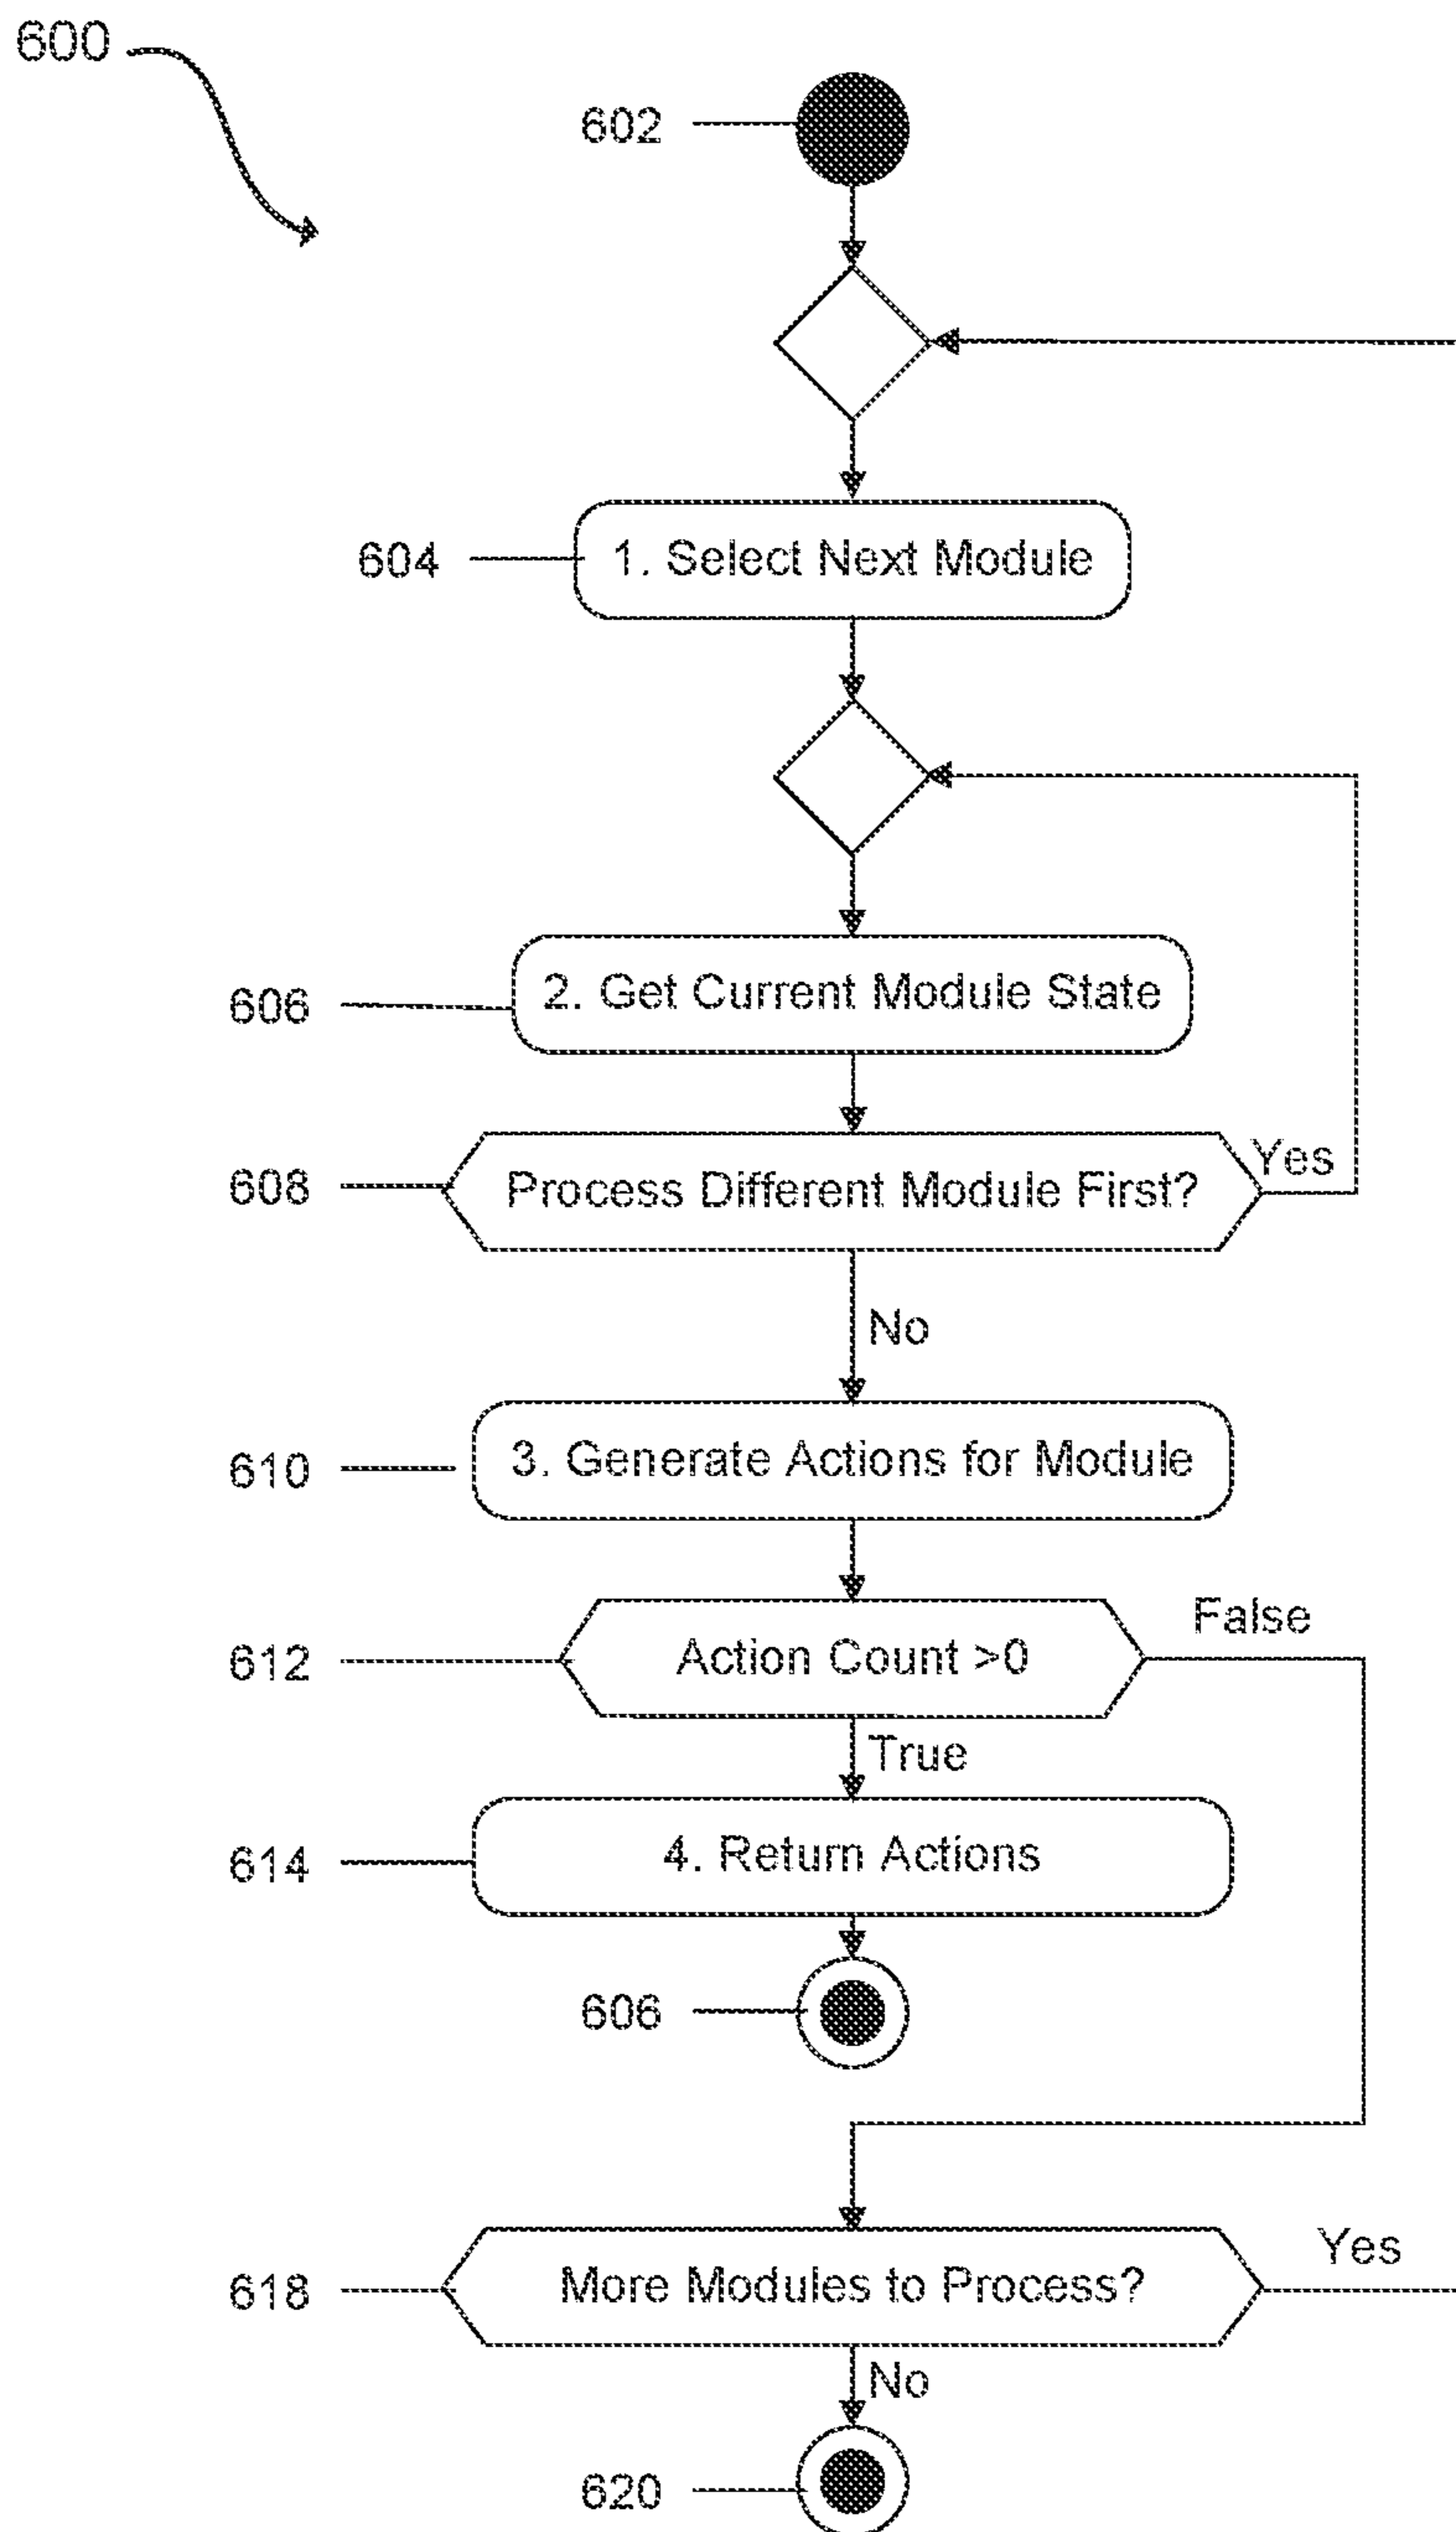 600
602
604
1. Select Next Module
606
2. Get Current Module State
608
Process Different Module First?
Yes
No
610
3. Generate Actions for Module
612
Action Count >0
False
True
614
4. Return Actions
606
618
More Modules to Process?
Yes
No
620